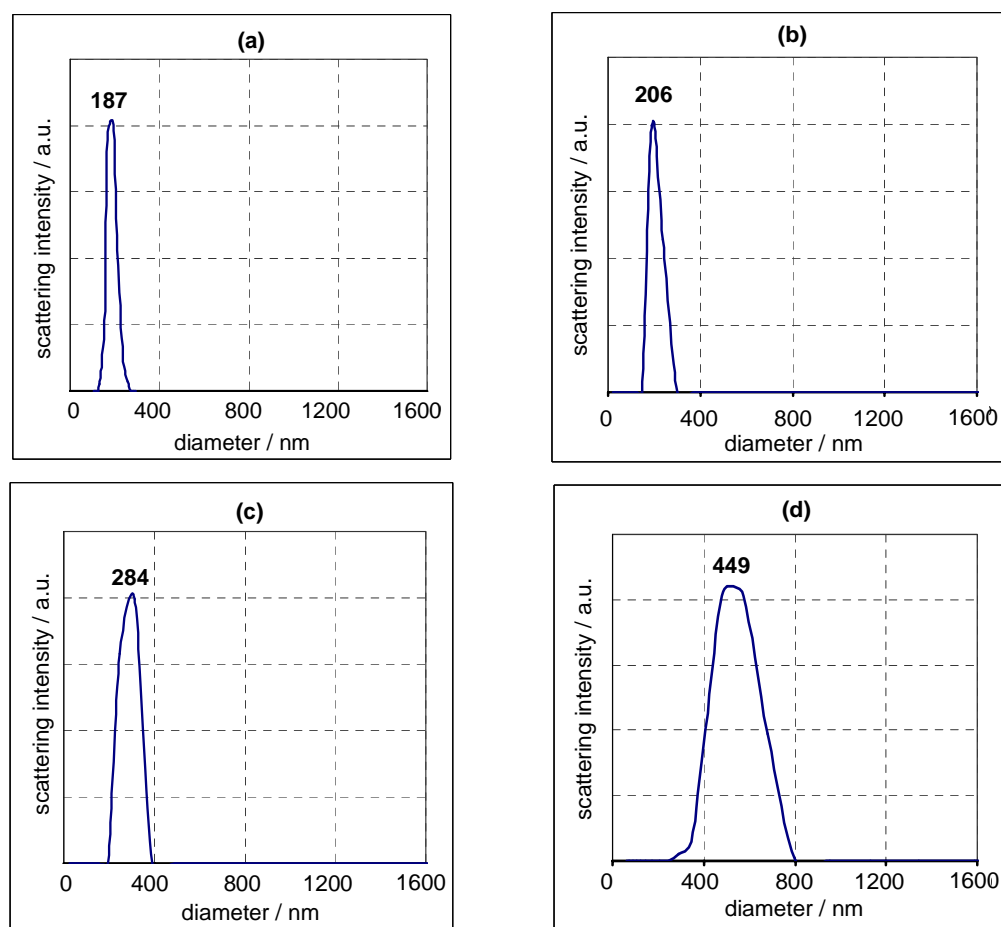 (a)
187
scattering intensity / a.u.
0 400 800 1200 1600
diameter / nm
(b)
206
scattering intensity / a.u.
0 400 800 1200 1600
diameter / nm
(c)
284
scattering intensity / a.u.
0 400 800 1200 1600
diameter / nm
(d)
449
scattering intensity / a.u.
0 400 800 1200 1600
diameter / nm